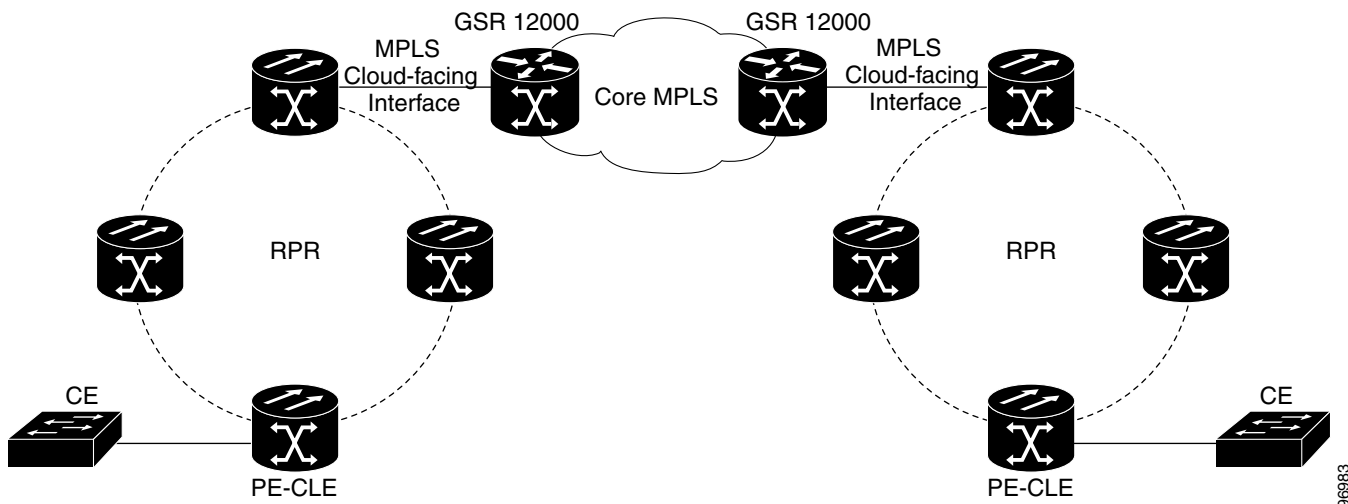 GSR 12000
GSR 12000
MPLS
Cloud-facing
Interface
Core MPLS
MPLS
Cloud-facing
Interface
RPR
RPR
CE
CE
PE-CLE
PE-CLE